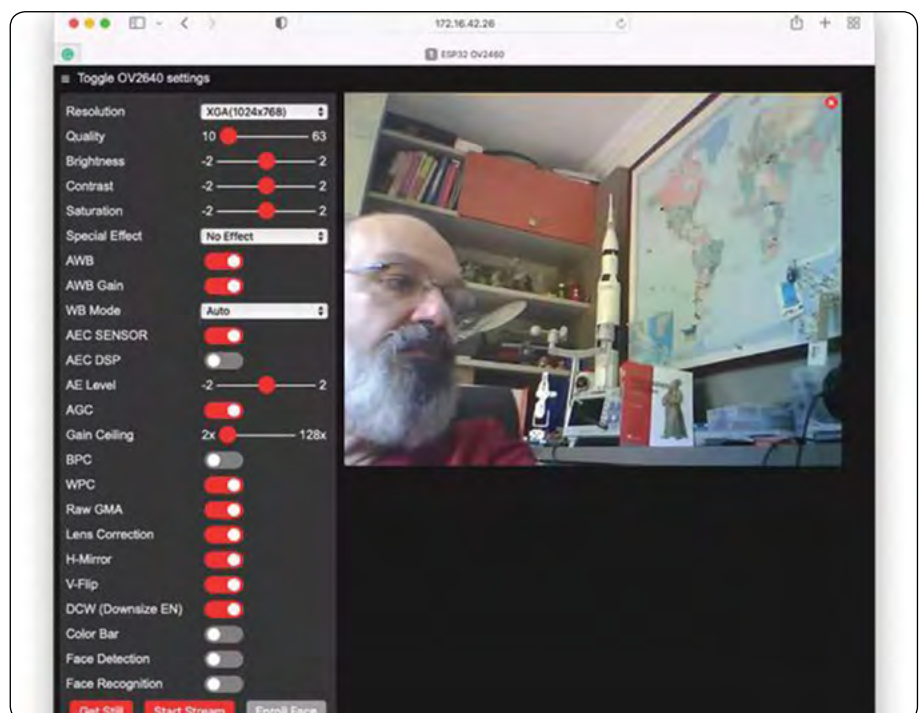 172.16.42.26
ESP32 OV2460
≡ Toggle OV2640 settings
Resolution XGA(1024x768)
Quality 10 63
Brightness -2 2
Contrast -2 2
Saturation -2 2
Special Effect No Effect
AWB
AWB Gain
WB Mode Auto
AEC SENSOR
AEC DSP
AE Level -2 2
AGC
Gain Ceiling 2x 128x
BPC
WPC
Raw GMA
Lens Correction
H-Mirror
V-Flip
DCW (Downsize EN)
Color Bar
Face Detection
Face Recognition
Get Still Start Stream Enroll Face